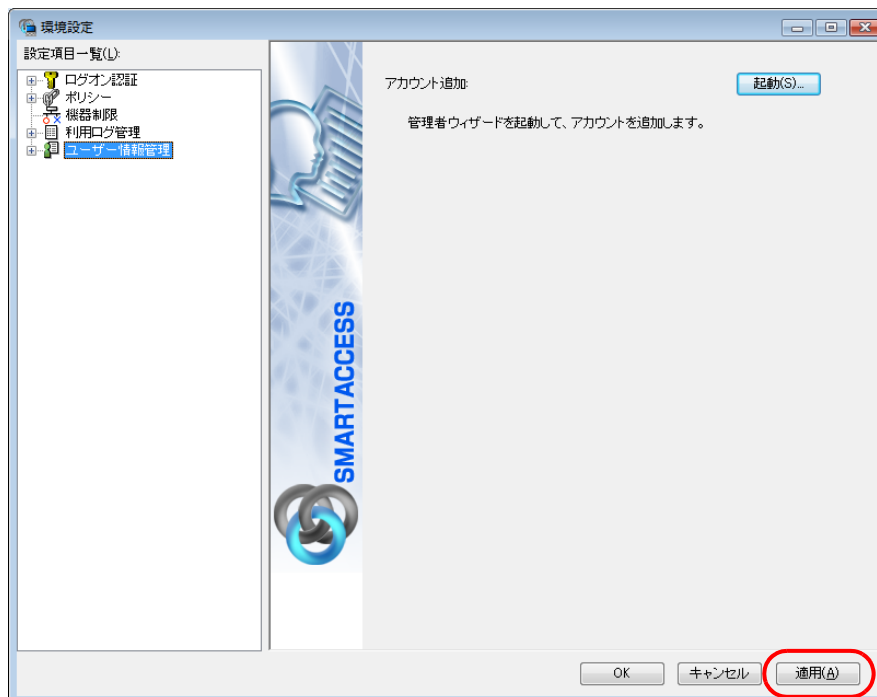 環境設定
設定項目一覧(L):
ログオン認証
ポリシー
機器制限
利用ログ管理
ユーザー情報管理
アカウント追加:
起動(S)...
管理者ウィザードを起動して、アカウントを追加します。
SMARTACCESS
OK
キャンセル
適用(A)